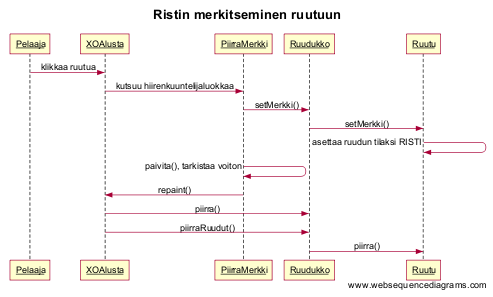 Ristin merkitseminen ruutuun
Pelaaja XOAlusta PiirraMerkki Ruudukko Ruutu
klikkaa ruutua
kutsuu hiirenkuuntelijaluokkaa
setMerkki()
setMerkki()
asettaa ruudun tilaksi RISTI
paivita(), tarkistaa voiton
repaint()
piirra()
piirraRuudut()
piirra()
Pelaaja XOAlusta PiirraMerkki Ruudukko Ruutu
www.websequencediagrams.com